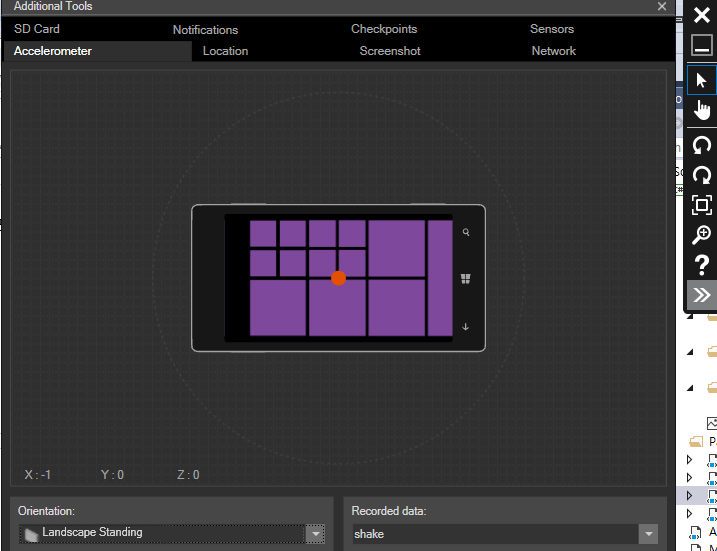 Additional Tools
SD Card Notifications Checkpoints Sensors
Accelerometer Location Screenshot Network
X : -1 Y : 0 Z : 0
Orientation: Recorded data:
Landscape Standing shake